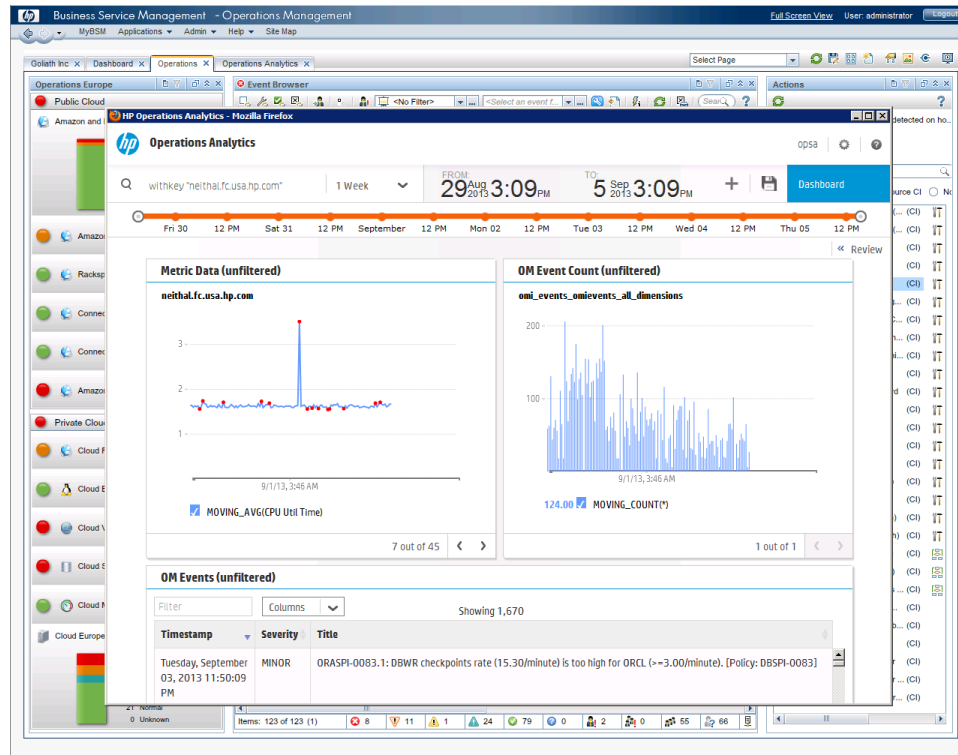 Business Service Management - Operations Management
Full Screen View User: administrator Logout
MyBSM Applications Admin Help Site Map
Goliath Inc x Dashboard x Operations x Operations Analytics x
Select Page
Operations Europe
Event Browser
Actions
Public Cloud
<No Filter> ... <Select an event f... ...
Amazon and
detected on ho..
HP Operations Analytics - Mozilla Firefox
hp Operations Analytics
opsa
withkey "neithal.fc.usa.hp.com"
1 Week
FROM:
29 Aug 2013 3:09 PM
TO:
5 Sep 2013 3:09 PM
Dashboard
Fri 30 12 PM Sat 31 12 PM September 12 PM Mon 02 12 PM Tue 03 12 PM Wed 04 12 PM Thu 05 12 PM
« Review
Metric Data (unfiltered)
neithal.fc.usa.hp.com
3
2
1
9/1/13, 3:46 AM
MOVING_AVG(CPU Util Time)
7 out of 45
OM Event Count (unfiltered)
omi_events_omievents_all_dimensions
200
100
9/1/13, 3:46 AM
124.00 MOVING_COUNT(*)
1 out of 1
OM Events (unfiltered)
Filter
Columns
Showing 1,670
Timestamp Severity Title
Tuesday, September 03, 2013 11:50:09 PM
MINOR
ORASPI-0083.1: DBWR checkpoints rate (15.30/minute) is too high for ORCL (>=3.00/minute). [Policy: DBSPI-0083]
Private Cloud
Cloud Europe
21 Normal
0 Unknown
Items: 123 of 123 (1) 8 11 1 24 79 0 2 0 55 66